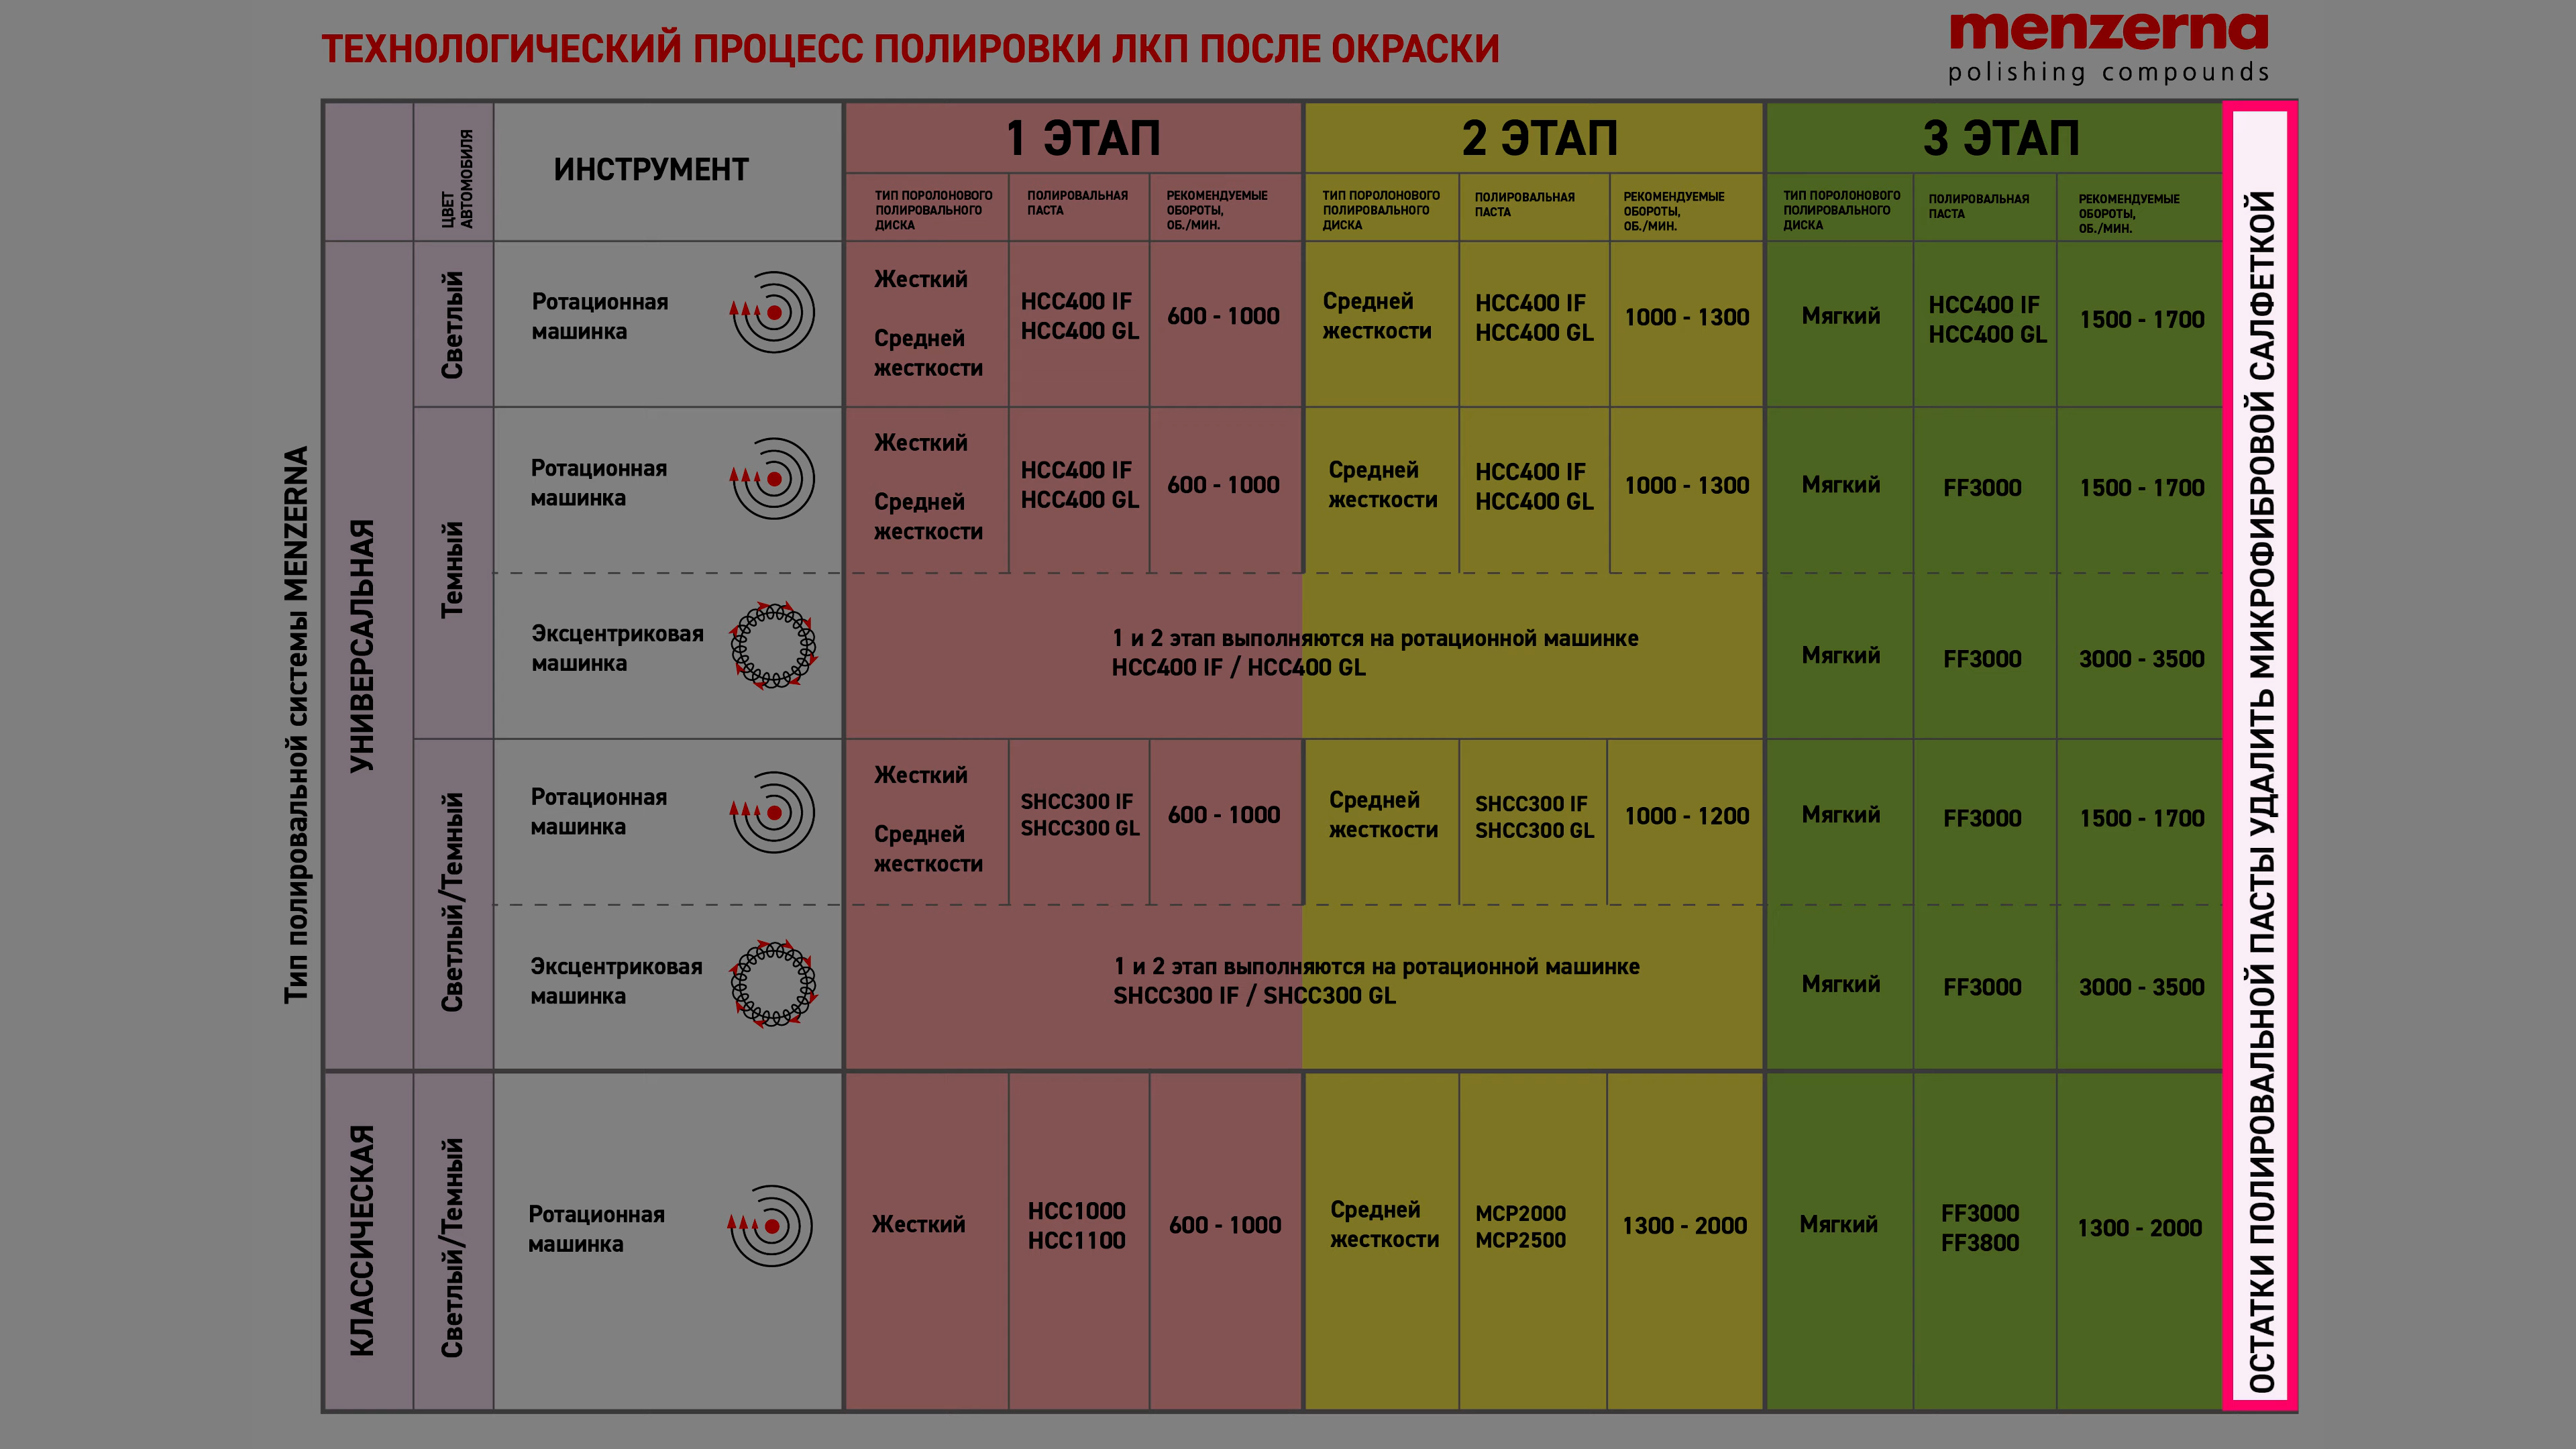 ТЕХНОЛОГИЧЕСКИЙ ПРОЦЕСС ПОЛИРОВКИ ЛКП ПОСЛЕ ОКРАСКИ
menzerna
polishing compounds
Тип полировальной системы MENZERNA
ЦВЕТ
АВТОМОБИЛЯ
ИНСТРУМЕНТ
1 ЭТАП
2 ЭТАП
3 ЭТАП
ТИП ПОРОЛОНОВОГО
ПОЛИРОВАЛЬНОГО
ДИСКА
ПОЛИРОВАЛЬНАЯ
ПАСТА
РЕКОМЕНДУЕМЫЕ
ОБОРОТЫ,
ОБ./МИН.
ТИП ПОРОЛОНОВОГО
ПОЛИРОВАЛЬНОГО
ДИСКА
ПОЛИРОВАЛЬНАЯ
ПАСТА
РЕКОМЕНДУЕМЫЕ
ОБОРОТЫ,
ОБ./МИН.
ТИП ПОРОЛОНОВОГО
ПОЛИРОВАЛЬНОГО
ДИСКА
ПОЛИРОВАЛЬНАЯ
ПАСТА
РЕКОМЕНДУЕМЫЕ
ОБОРОТЫ,
ОБ./МИН.
УНИВЕРСАЛЬНАЯ
Светлый
Ротационная
машинка
Жесткий
Средней
жесткости
HCC400 IF
HCC400 GL
600 - 1000
Средней
жесткости
HCC400 IF
HCC400 GL
1000 - 1300
Мягкий
HCC400 IF
HCC400 GL
1500 - 1700
Темный
Ротационная
машинка
Жесткий
Средней
жесткости
HCC400 IF
HCC400 GL
600 - 1000
Средней
жесткости
HCC400 IF
HCC400 GL
1000 - 1300
Мягкий
FF3000
1500 - 1700
Эксцентриковая
машинка
1 и 2 этап выполняются на ротационной машинке
HCC400 IF / HCC400 GL
Мягкий
FF3000
3000 - 3500
Светлый/Темный
Ротационная
машинка
Жесткий
Средней
жесткости
SHCC300 IF
SHCC300 GL
600 - 1000
Средней
жесткости
SHCC300 IF
SHCC300 GL
1000 - 1200
Мягкий
FF3000
1500 - 1700
Эксцентриковая
машинка
1 и 2 этап выполняются на ротационной машинке
SHCC300 IF / SHCC300 GL
Мягкий
FF3000
3000 - 3500
КЛАССИЧЕСКАЯ
Светлый/Темный
Ротационная
машинка
Жесткий
HCC1000
HCC1100
600 - 1000
Средней
жесткости
MCP2000
MCP2500
1300 - 2000
Мягкий
FF3000
FF3800
1300 - 2000
ОСТАТКИ ПОЛИРОВАЛЬНОЙ ПАСТЫ УДАЛИТЬ МИКРОФИБРОВОЙ САЛФЕТКОЙ